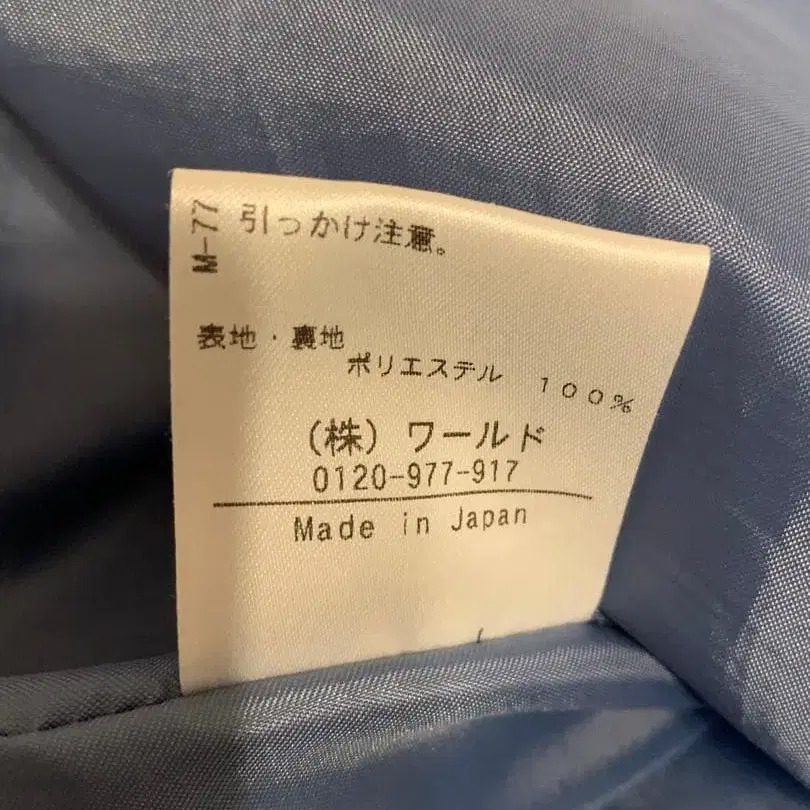 M-77
引っかけ注意。
表地・裏地
ポリエステル 100%
(株) ワールド
0120-977-917
Made in Japan